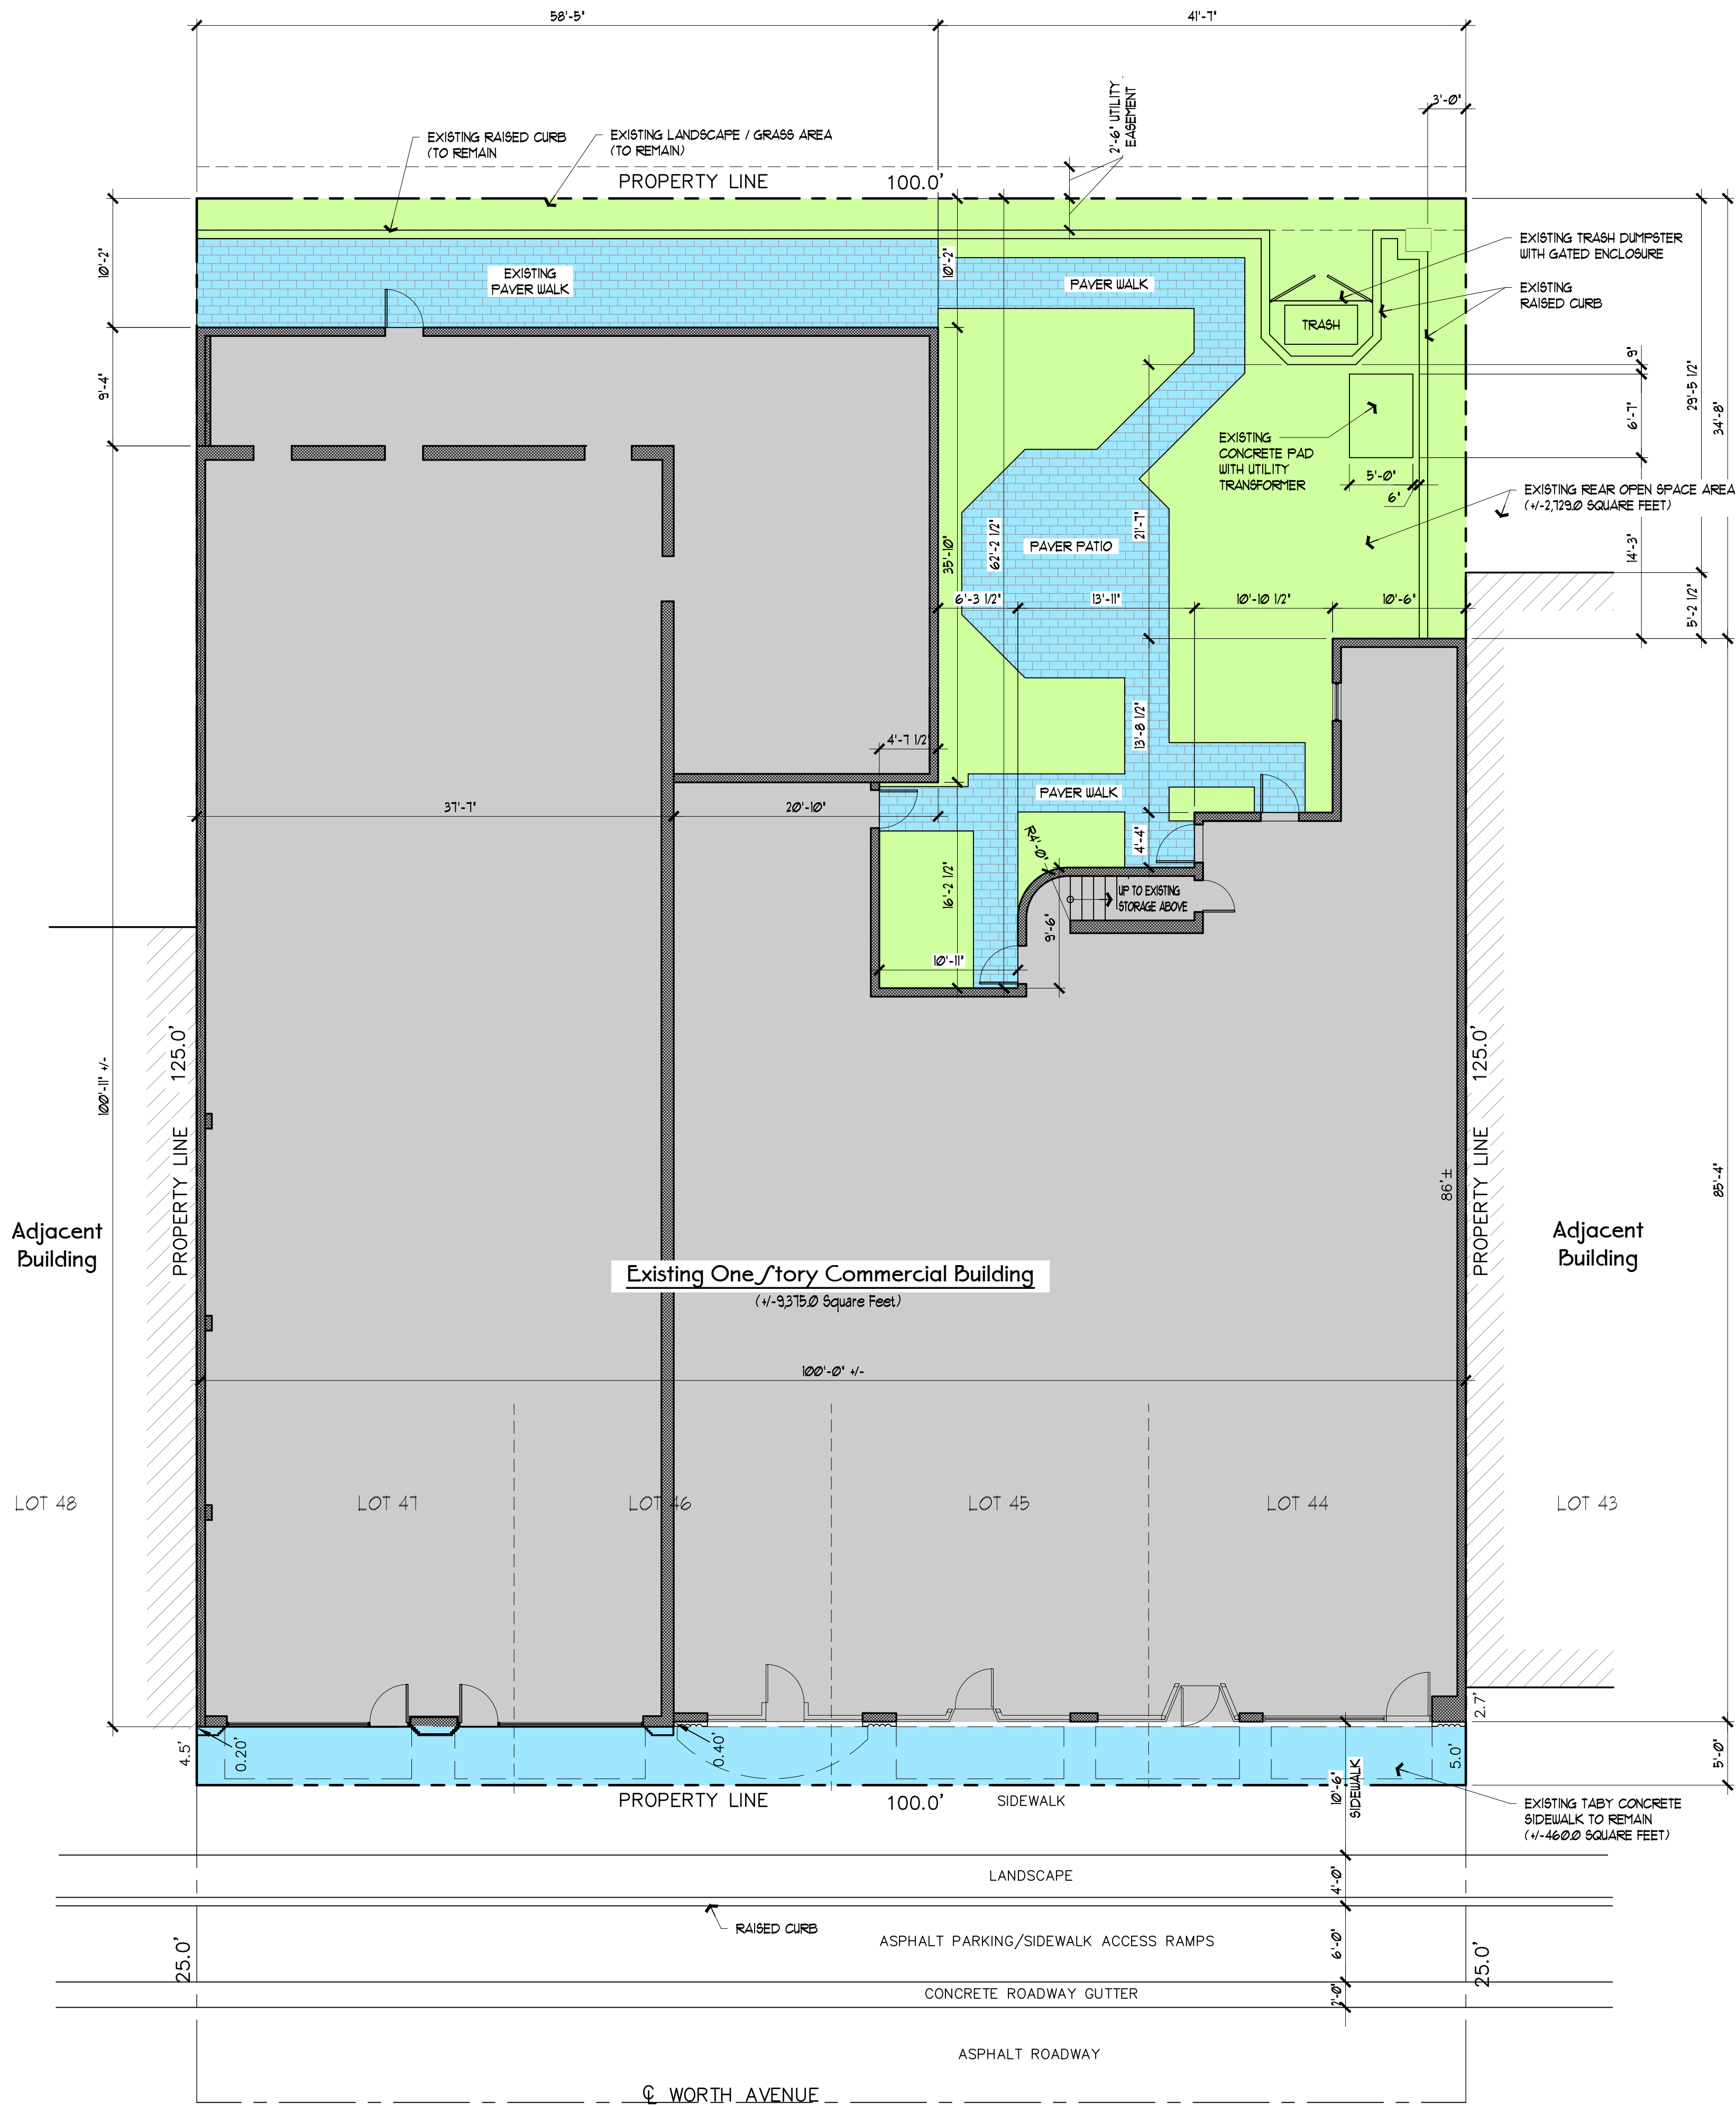 58'-5"
41'-7"
3'-0"
2'-6" UTILITY
EASEMENT
EXISTING RAISED CURB
(TO REMAIN
EXISTING LANDSCAPE / GRASS AREA
(TO REMAIN)
PROPERTY LINE
100.0'
10'-2"
EXISTING
PAVER WALK
10'-2"
PAVER WALK
EXISTING TRASH DUMPSTER
WITH GATED ENCLOSURE
EXISTING
RAISED CURB
TRASH
9'-4"
9"
29'-5 1/2"
34'-8"
6'-7"
EXISTING
CONCRETE PAD
WITH UTILITY
TRANSFORMER
5'-0"
6"
EXISTING REAR OPEN SPACE AREA
(+/-2,729.0 SQUARE FEET)
21'-7"
62'-2 1/2"
35'-10"
PAVER PATIO
14'-3"
6'-3 1/2"
13'-11"
10'-10 1/2"
10'-6"
5'-2 1/2"
4'-7 1/2"
13'-8 1/2"
37'-7"
20'-10"
PAVER WALK
4'-4"
R4'-0"
16'-2 1/2"
UP TO EXISTING
STORAGE ABOVE
9'-6"
10'-11"
100'-11" +/-
125.0'
PROPERTY LINE
125.0'
PROPERTY LINE
86'±
85'-4"
Adjacent
Building
Adjacent
Building
Existing One Story Commercial Building
(+/-9,375.0 Square Feet)
100'-0" +/-
LOT 48
LOT 47
LOT 46
LOT 45
LOT 44
LOT 43
2.7'
4.5'
0.20'
0.40'
5.0'
5'-0"
PROPERTY LINE
100.0'
SIDEWALK
10'-6"
SIDEWALK
EXISTING TABY CONCRETE
SIDEWALK TO REMAIN
(+/-460.0 SQUARE FEET)
LANDSCAPE
4'-0"
RAISED CURB
ASPHALT PARKING/SIDEWALK ACCESS RAMPS
6'-0"
25.0'
25.0'
CONCRETE ROADWAY GUTTER
2'-0"
ASPHALT ROADWAY
℄ WORTH AVENUE